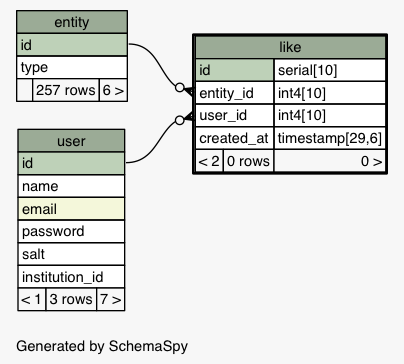 entity
id
type
257 rows 6 >
like
id serial[10]
entity_id int4[10]
user_id int4[10]
created_at timestamp[29,6]
< 2 0 rows 0 >
user
id
name
email
password
salt
institution_id
< 1 3 rows 7 >
Generated by SchemaSpy